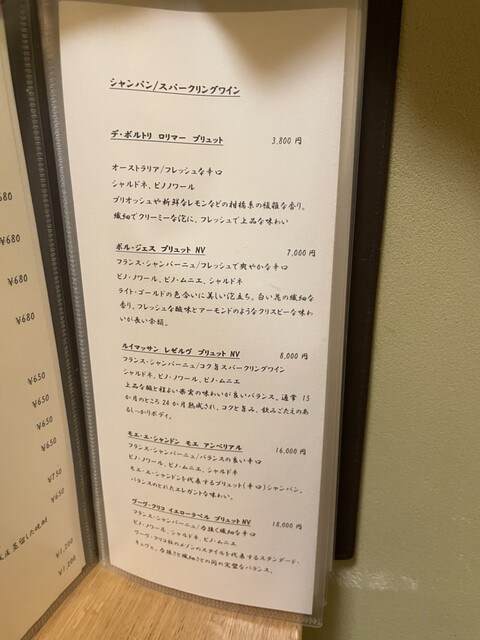 ¥680
¥680
¥680
¥680
¥650
¥650
¥650
¥750
¥650
¥1,200
¥1,200
シャンパン/スパークリングワイン
デ・ボルトリ ロリマー ブリュット 3,800 円
オーストラリア/フレッシュな辛口
シャルドネ、ピノノワール
ブリオッシュや新鮮なレモンなどの柑橘系の複雑な香り。
繊細でクリーミーな泡に、フレッシュで上品な味わい
ポル・ジェス ブリュット NV 7,000 円
フランス・シャンパーニュ/フレッシュで爽やかな辛口
ピノ・ノワール、ピノ・ムニエ、シャルドネ
ライト・ゴールドの色合いに美しい泡立ち。白い花の繊細な
香り。フレッシュな酸味とアーモンドのようなクリスピーな味わ
いが長い余韻。
ルイマッサン レゼルヴ ブリュット NV 8,000 円
フランス・シャンパーニュ/コク旨スパークリングワイン
シャルドネ、ピノ・ノワール、ピノ・ムニエ
上品な酸と程よい果実の味わいが良いバランス。通常 15
か月のところ 24 か月熟成され、コクと旨み、飲みごたえのあ
るしっかりボディ。
モエ・エ・シャンドン モエ アンペリアル 16,000 円
フランス・シャンパーニュ/バランスの良い辛口
ピノ・ノワール、ピノ・ムニエ、シャルドネ
モエ・エ・シャンドンを代表するブリュット(辛口)シャンパン。
バランスのとれたエレガントな味わい。
ヴーヴ・クリコ イエローラベル ブリュット NV 18,000 円
フランス・シャンパーニュ/力強く繊細な辛口
ピノ・ノワール、シャルドネ、ピノ・ムニエ
ヴーヴ・クリコ社のメゾンのスタイルを代表するスタンダード・
キュヴェ。力強さと繊細さとの間の完璧なバランス。